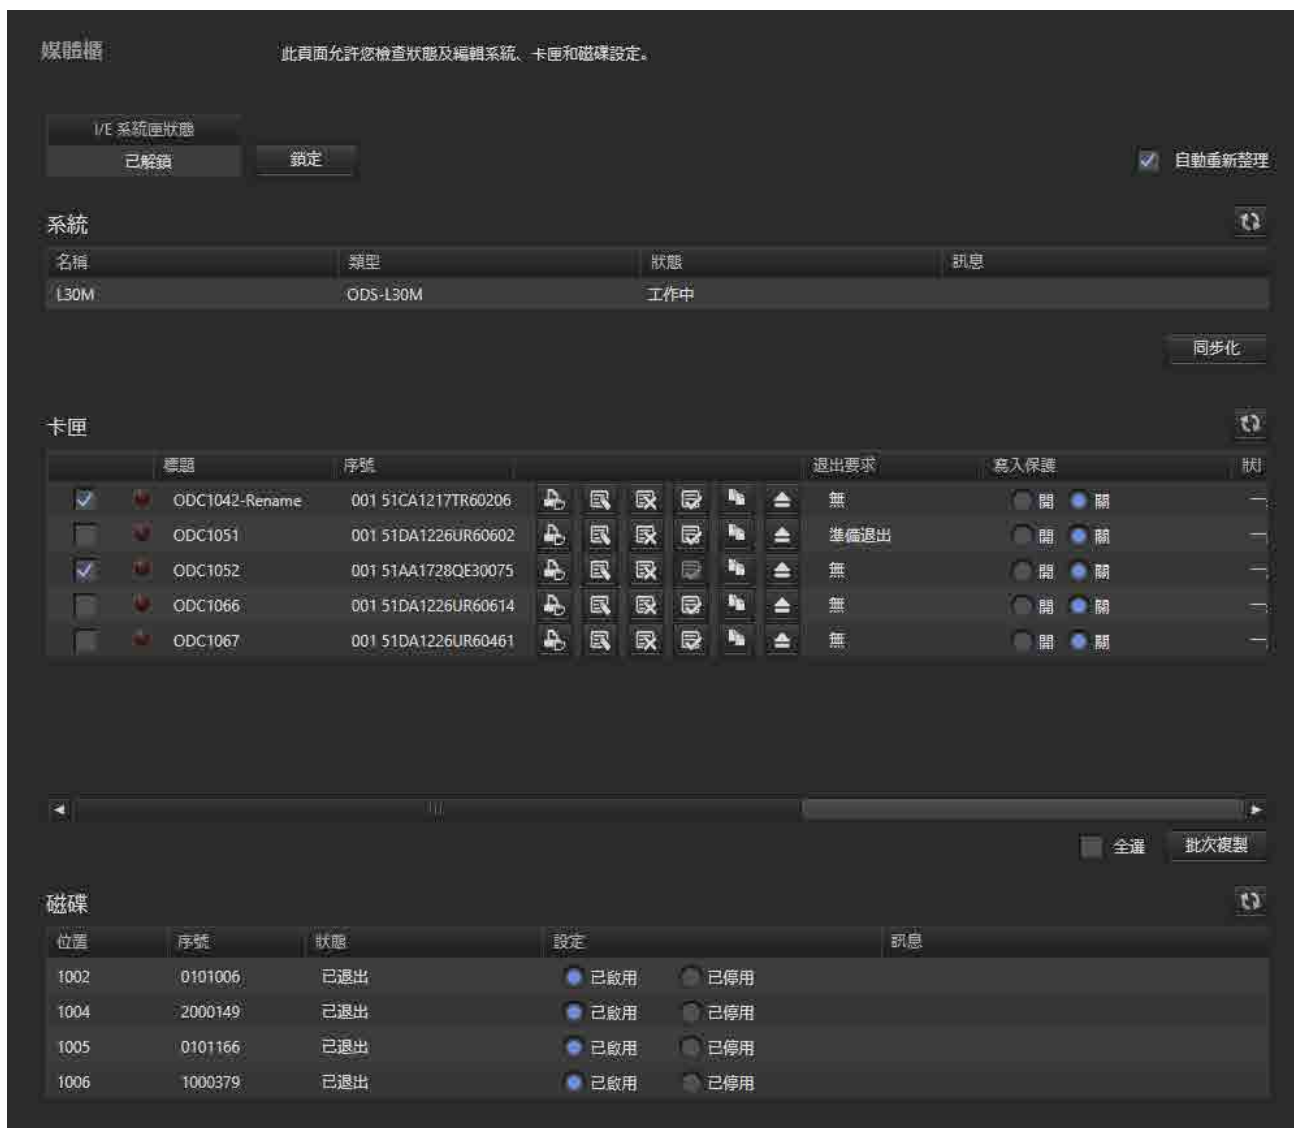 媒體櫃 此頁面允許您檢查狀態及編輯系統、卡匣和磁碟設定。
I/E 系統匣狀態
已解鎖 鎖定 自動重新整理
系統
名稱 類型 狀態 訊息
L30M ODS-L30M 工作中
同步化
卡匣
標題 序號 退出要求 寫入保護
ODC1042-Rename 001 51CA1217TR60206 無 開 關
ODC1051 001 51DA1226UR60602 準備退出 開 關
ODC1052 001 51AA1728QE30075 無 開 關
ODC1066 001 51DA1226UR60614 無 開 關
ODC1067 001 51DA1226UR60461 無 開 關
全選 批次複製
磁碟
位置 序號 狀態 設定 訊息
1002 0101006 已退出 已啟用 已停用
1004 2000149 已退出 已啟用 已停用
1005 0101166 已退出 已啟用 已停用
1006 1000379 已退出 已啟用 已停用